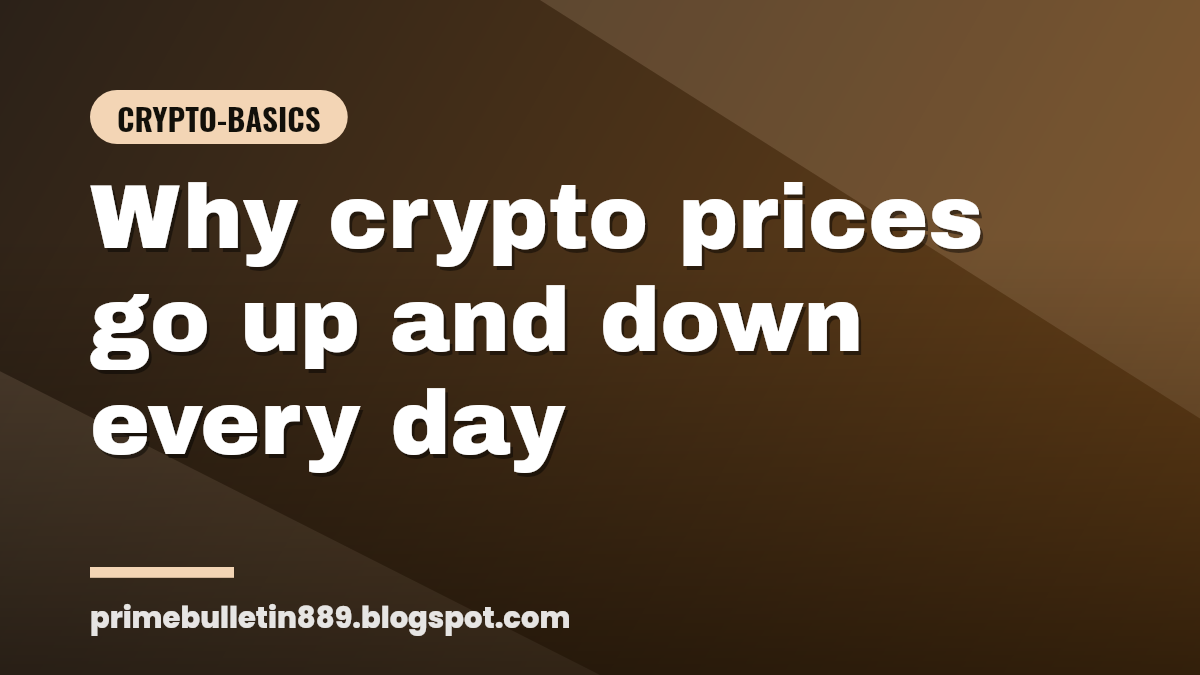 CRYPTO-BASICS
Why crypto prices
go up and down
every day
primebulletin889.blogspot.com